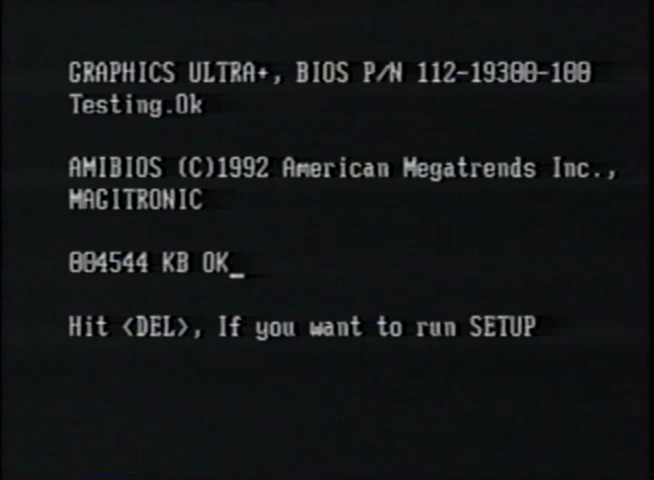 GRAPHICS ULTRA+, BIOS P/N 112-19300-100
Testing.Ok
AMIBIOS (C)1992 American Megatrends Inc.,
MAGITRONIC
004544 KB OK_
Hit <DEL>, If you want to run SETUP